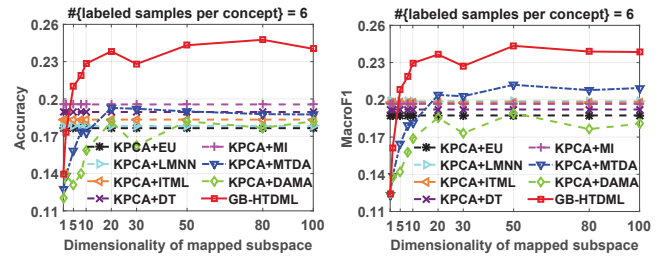 #{labeled samples per concept} = 6
0.26
0.23
0.2
0.17
0.14
0.11
Accuracy
KPCA+EU
KPCA+LMNN
KPCA+ITML
KPCA+DT
KPCA+MI
KPCA+MTDA
KPCA+DAMA
GB-HTDML
1 5 10 20 30 50 80 100
Dimensionality of mapped subspace
#{labeled samples per concept} = 6
0.26
0.23
0.2
0.17
0.14
0.11
MacroF1
KPCA+EU
KPCA+LMNN
KPCA+ITML
KPCA+DT
KPCA+MI
KPCA+MTDA
KPCA+DAMA
GB-HTDML
1 5 10 20 30 50 80 100
Dimensionality of mapped subspace